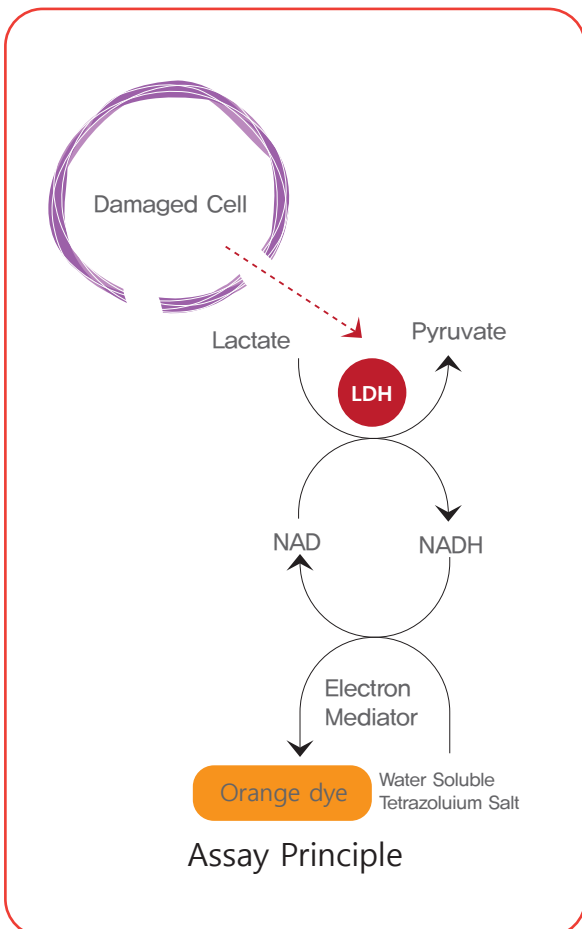 Damaged Cell
Lactate
Pyruvate
LDH
NAD
NADH
Electron
Mediator
Orange dye
Water Soluble
Tetrazoluium Salt
Assay Principle